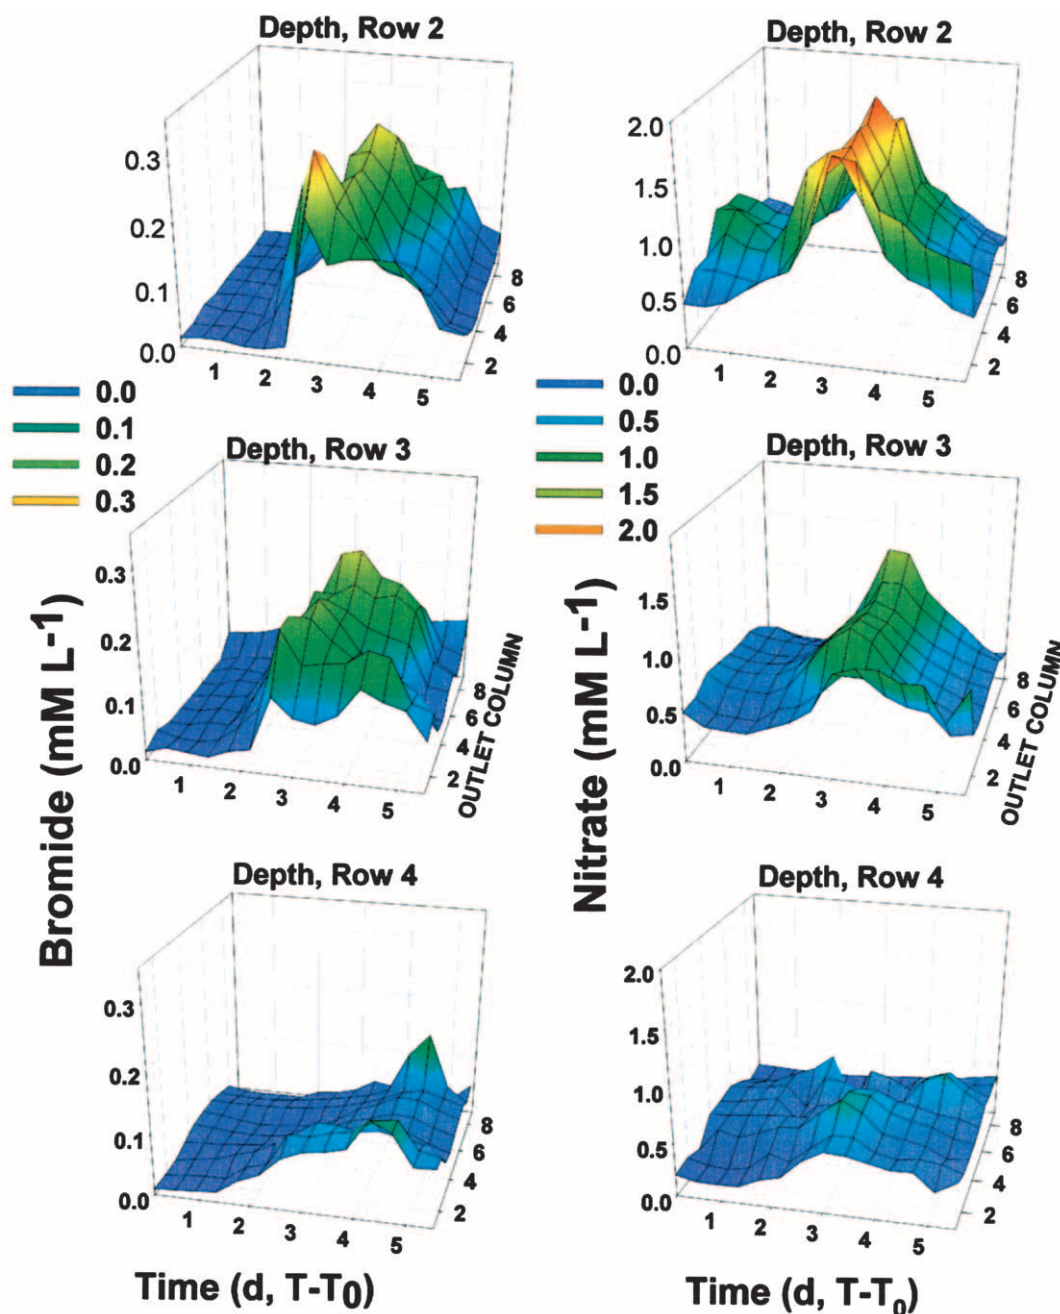 Depth, Row 2
0.3
0.2
0.1
0.0
1 2 3 4 5
2 4 6 8
Depth, Row 2
2.0
1.5
1.0
0.5
0.0
1 2 3 4 5
2 4 6 8
0.0
0.1
0.2
0.3
0.0
0.5
1.0
1.5
2.0
Depth, Row 3
0.3
0.2
0.1
0.0
1 2 3 4 5
2 4 6 8
OUTLET COLUMN
Depth, Row 3
1.5
1.0
0.5
0.0
1 2 3 4 5
2 4 6 8
OUTLET COLUMN
Bromide (mM L-1)
Nitrate (mM L-1)
Depth, Row 4
0.3
0.2
0.1
0.0
1 2 3 4 5
2 4 6 8
Depth, Row 4
2.0
1.5
1.0
0.5
0.0
1 2 3 4 5
2 4 6 8
Time (d, T-T0)
Time (d, T-T0)